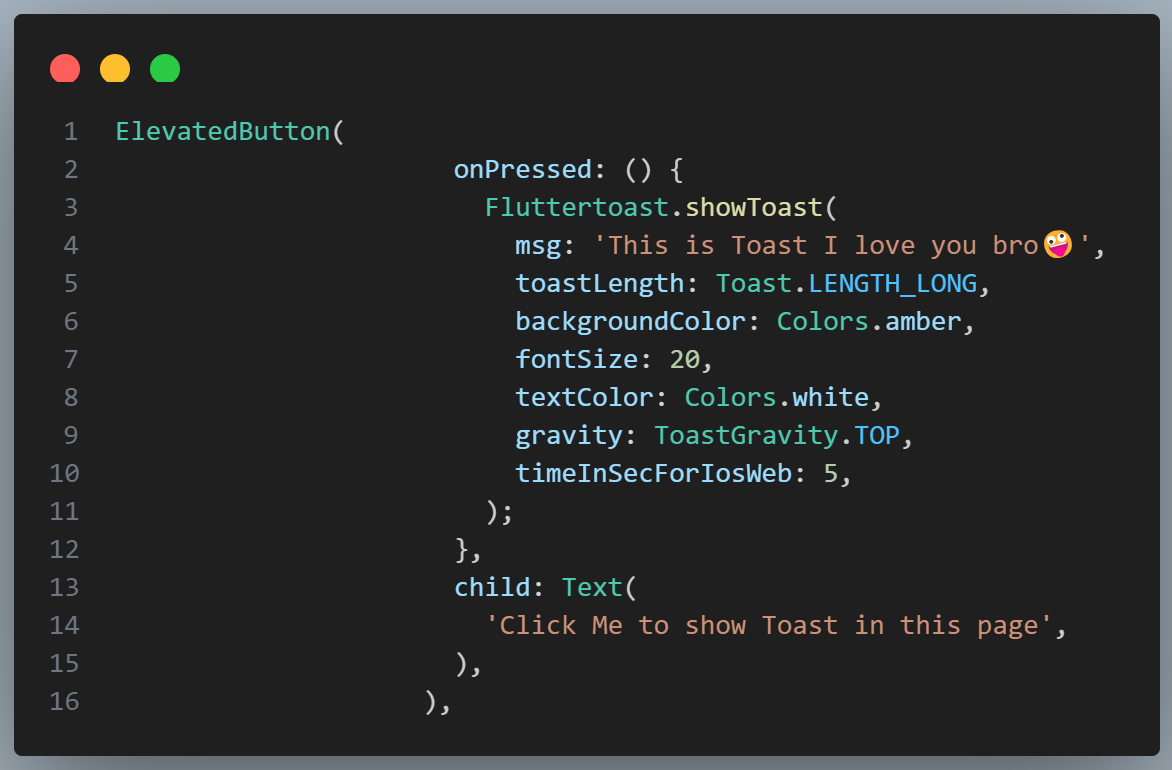 1 ElevatedButton(
2 onPressed: () {
3 Fluttertoast.showToast(
4 msg: 'This is Toast I love you bro🤪',
5 toastLength: Toast.LENGTH_LONG,
6 backgroundColor: Colors.amber,
7 fontSize: 20,
8 textColor: Colors.white,
9 gravity: ToastGravity.TOP,
10 timeInSecForIosWeb: 5,
11 );
12 },
13 child: Text(
14 'Click Me to show Toast in this page',
15 ),
16 ),